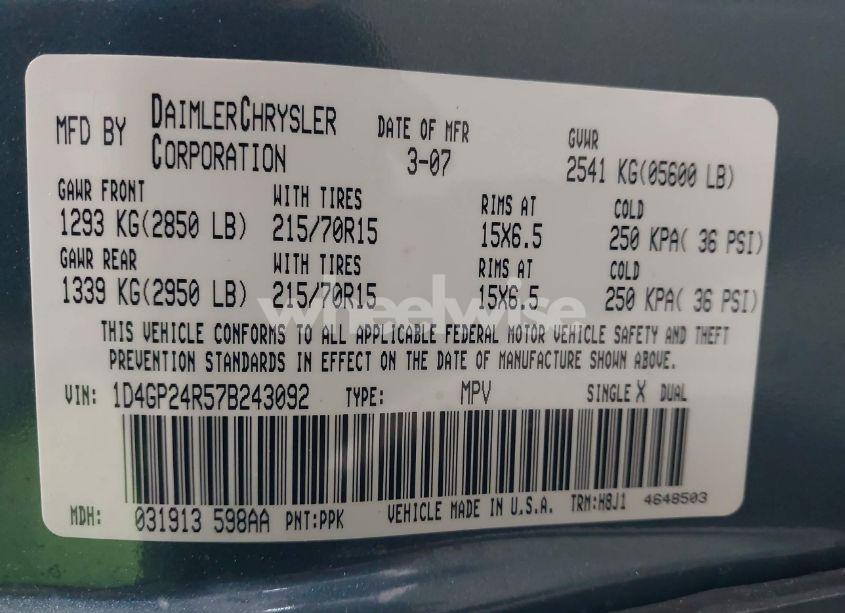 MFD BY DAIMLERCHRYSLER CORPORATION DATE OF MFR 3-07 GVWR 2541 KG(05600 LB)
GAWR FRONT WITH TIRES RIMS AT COLD
1293 KG(2850 LB) 215/70R15 15X6.5 250 KPA( 36 PSI)
GAWR REAR WITH TIRES RIMS AT COLD
1339 KG(2950 LB) 215/70R15 15X6.5 250 KPA( 36 PSI)
wheelwise
THIS VEHICLE CONFORMS TO ALL APPLICABLE FEDERAL MOTOR VEHICLE SAFETY AND THEFT
PREVENTION STANDARDS IN EFFECT ON THE DATE OF MANUFACTURE SHOWN ABOVE.
VIN: 1D4GP24R57B243092 TYPE: MPV SINGLE X DUAL
MDH: 031913 598AA PNT:PPK VEHICLE MADE IN U.S.A. TRM:H8J1 4648503